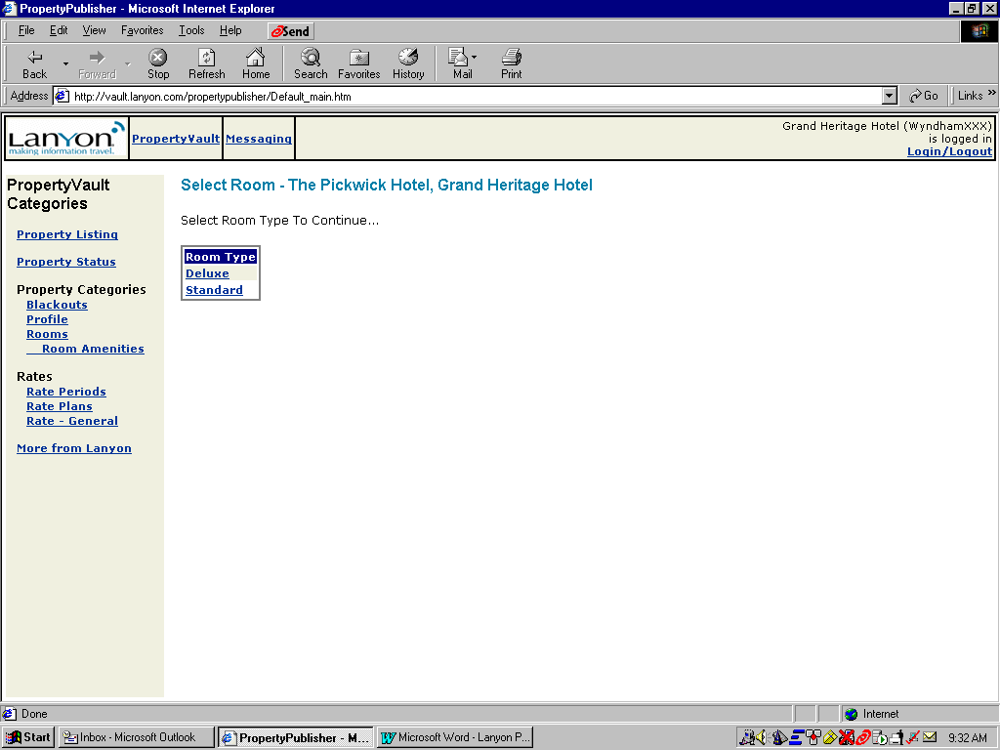 PropertyPublisher - Microsoft Internet Explorer
File Edit View Favorites Tools Help Send
Back Forward Stop Refresh Home Search Favorites History Mail Print
Address http://vault.lanyon.com/propertypublisher/Default_main.htm Go Links »
LANYON
making information travel.
PropertyVault Messaging
Grand Heritage Hotel (WyndhamXXX)
is logged in
Login/Logout
PropertyVault
Categories
Property Listing
Property Status
Property Categories
Blackouts
Profile
Rooms
Room Amenities
Rates
Rate Periods
Rate Plans
Rate - General
More from Lanyon
Select Room - The Pickwick Hotel, Grand Heritage Hotel
Select Room Type To Continue...
Room Type
Deluxe
Standard
Done Internet
Start Inbox - Microsoft Outlook PropertyPublisher - M... Microsoft Word - Lanyon P... 9:32 AM